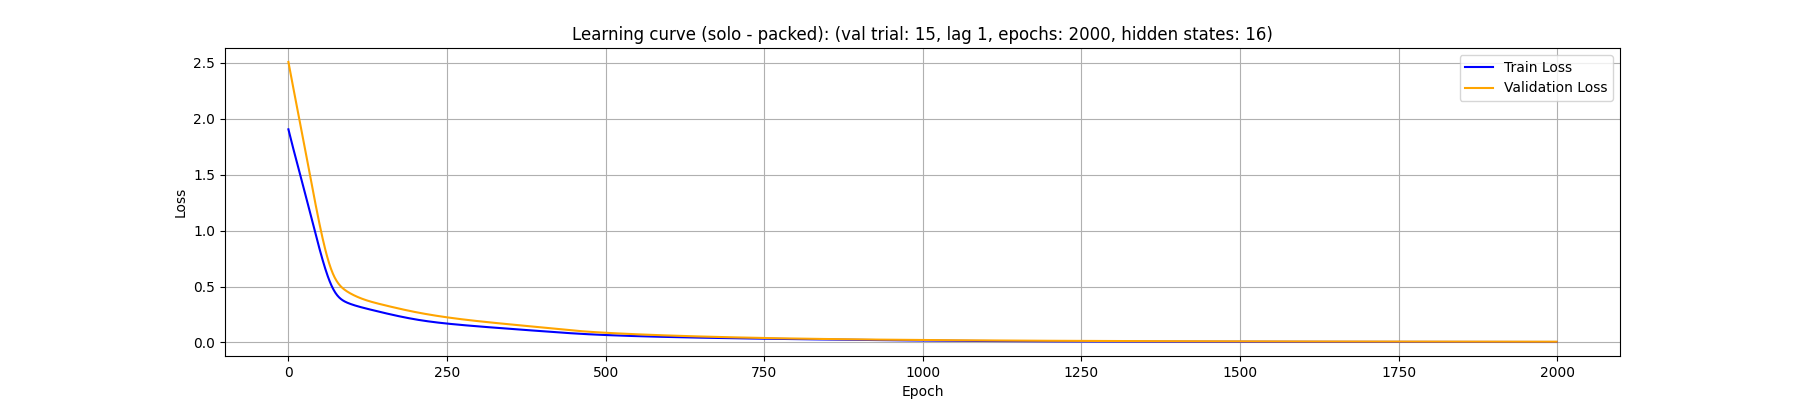 Learning curve (solo - packed): (val trial: 15, lag 1, epochs: 2000, hidden states: 16)
Train Loss
Validation Loss
Loss
2.5
2.0
1.5
1.0
0.5
0.0
0 250 500 750 1000 1250 1500 1750 2000
Epoch